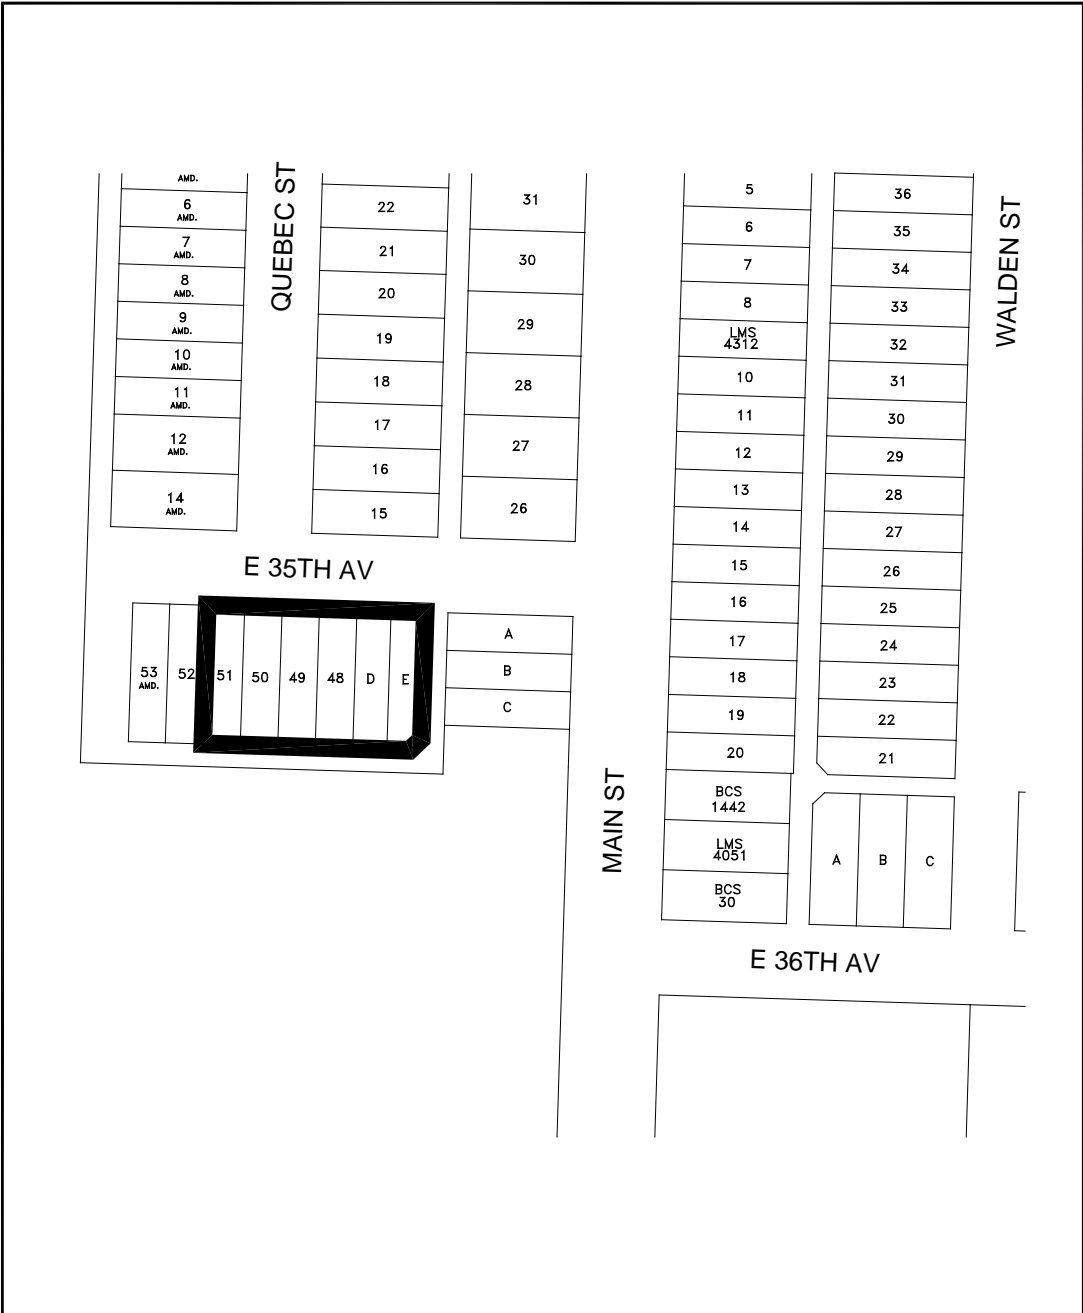 AMD.
6
AMD.
7
AMD.
8
AMD.
9
AMD.
10
AMD.
11
AMD.
12
AMD.
14
AMD.
QUEBEC ST
22
21
20
19
18
17
16
15
31
30
29
28
27
26
5
6
7
8
LMS
4312
10
11
12
13
14
15
16
17
18
19
20
BCS
1442
LMS
4051
BCS
30
36
35
34
33
32
31
30
29
28
27
26
25
24
23
22
21
WALDEN ST
E 35TH AV
53
AMD.
52
51
50
49
48
D
E
A
B
C
MAIN ST
A
B
C
E 36TH AV